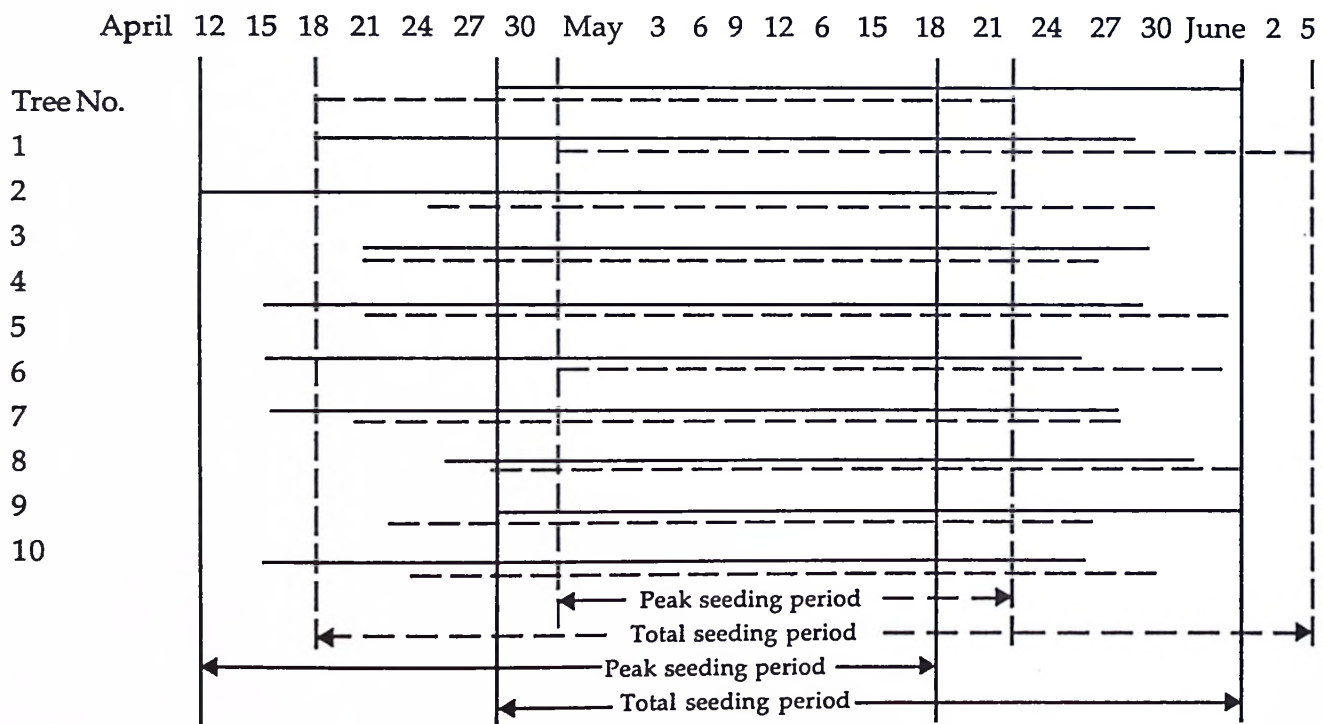 April 12 15 18 21 24 27 30 May 3 6 9 12 6 15 18 21 24 27 30 June 2 5
Tree No.
1
2
3
4
5
6
7
8
9
10
Peak seeding period
Total seeding period
Peak seeding period
Total seeding period